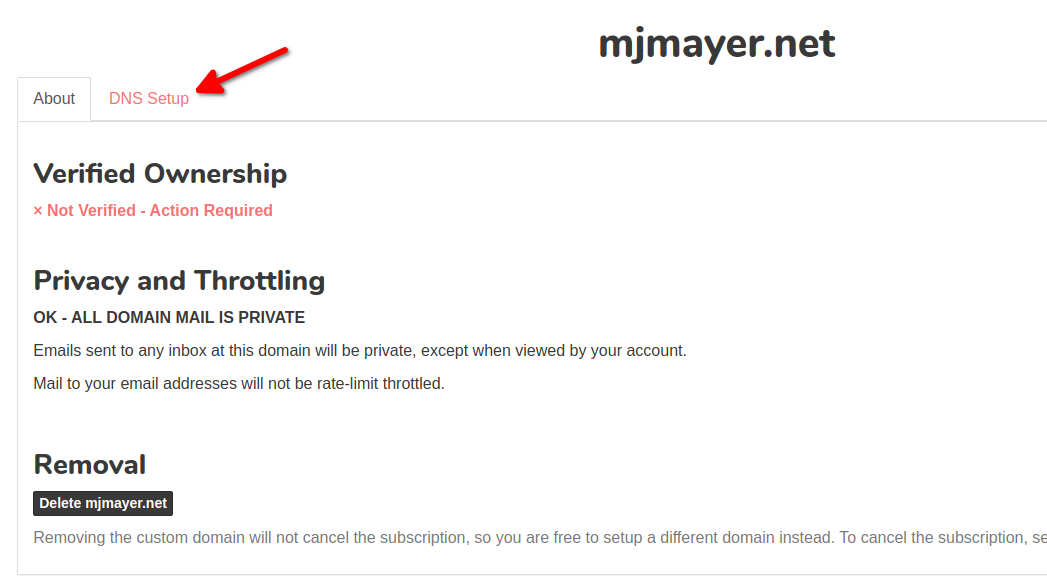 mjmayer.net
About
DNS Setup
Verified Ownership
× Not Verified - Action Required
Privacy and Throttling
OK - ALL DOMAIN MAIL IS PRIVATE
Emails sent to any inbox at this domain will be private, except when viewed by your account.
Mail to your email addresses will not be rate-limit throttled.
Removal
Delete mjmayer.net
Removing the custom domain will not cancel the subscription, so you are free to setup a different domain instead. To cancel the subscription, se